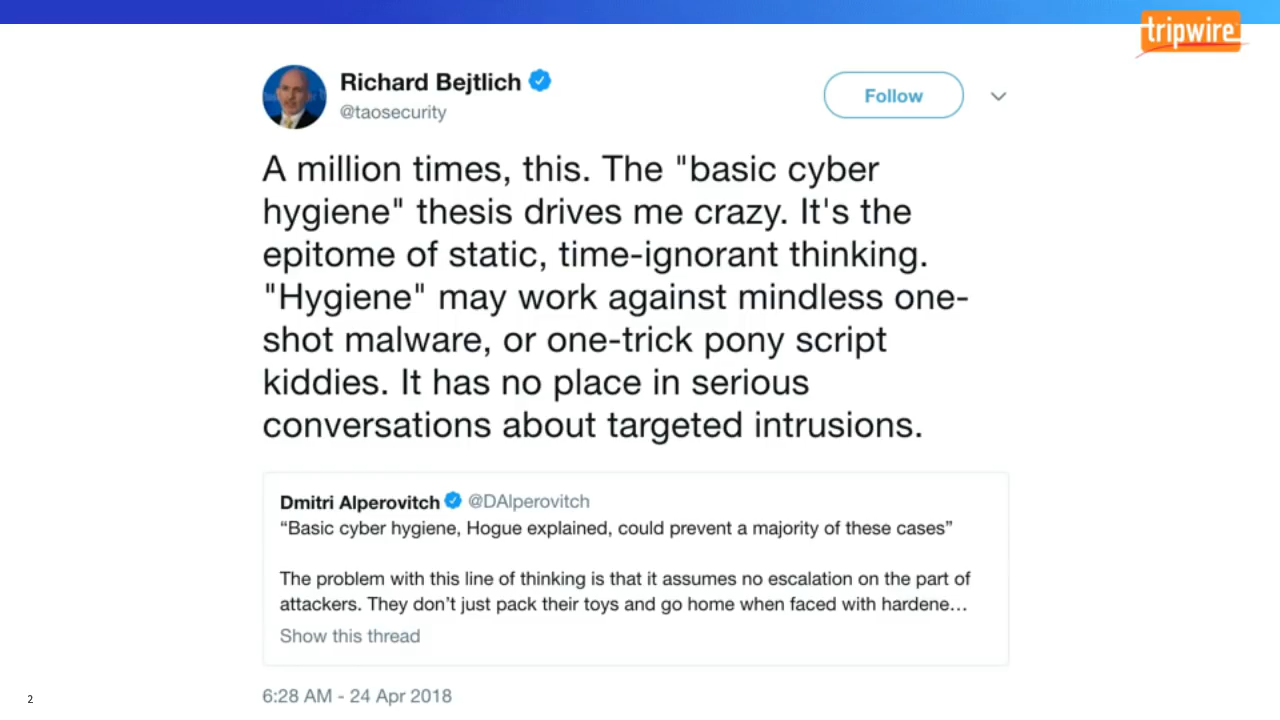 tripwire
Richard Bejtlich
@taosecurity
Follow
A million times, this. The "basic cyber
hygiene" thesis drives me crazy. It's the
epitome of static, time-ignorant thinking.
"Hygiene" may work against mindless one-
shot malware, or one-trick pony script
kiddies. It has no place in serious
conversations about targeted intrusions.
Dmitri Alperovitch @DAlperovitch
“Basic cyber hygiene, Hogue explained, could prevent a majority of these cases”
The problem with this line of thinking is that it assumes no escalation on the part of
attackers. They don’t just pack their toys and go home when faced with hardene…
Show this thread
6:28 AM - 24 Apr 2018
2